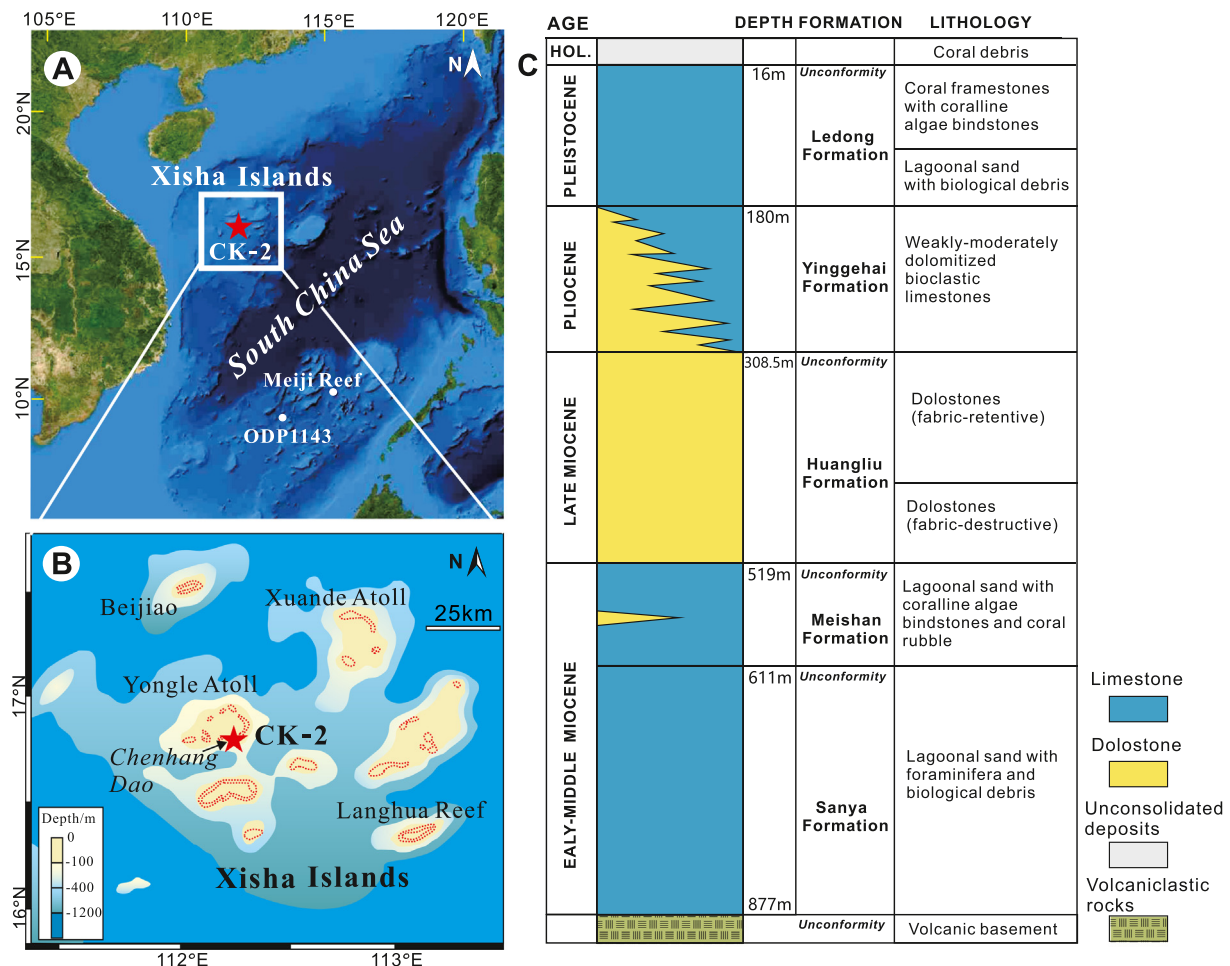 105°E
110°E
115°E
120°E
A
N
20°N
15°N
10°N
Xisha Islands
CK-2
South China Sea
Meiji Reef
ODP1143
B
N
Beijiao
Xuande Atoll
25km
Yongle Atoll
CK-2
Chenhang
Dao
Langhua Reef
Xisha Islands
Depth/m
0
-100
-400
-1200
17°N
16°N
112°E
113°E
C
AGE
DEPTH
FORMATION
LITHOLOGY
HOL.
Coral debris
PLEISTOCENE
16m
Unconformity
Ledong
Formation
Coral framestones
with coralline
algae bindstones
Lagoonal sand
with biological debris
PLIOCENE
180m
Yinggehai
Formation
Weakly-moderately
dolomitized
bioclastic
limestones
LATE MIOCENE
308.5m
Unconformity
Huangliu
Formation
Dolostones
(fabric-retentive)
Dolostones
(fabric-destructive)
EALY-MIDDLE MIOCENE
519m
Unconformity
Meishan
Formation
Lagoonal sand with
coralline algae
bindstones and coral
rubble
611m
Unconformity
Sanya
Formation
Lagoonal sand with
foraminifera and
biological debris
877m
Unconformity
Volcanic basement
Limestone
Dolostone
Unconsolidated
deposits
Volcaniclastic
rocks